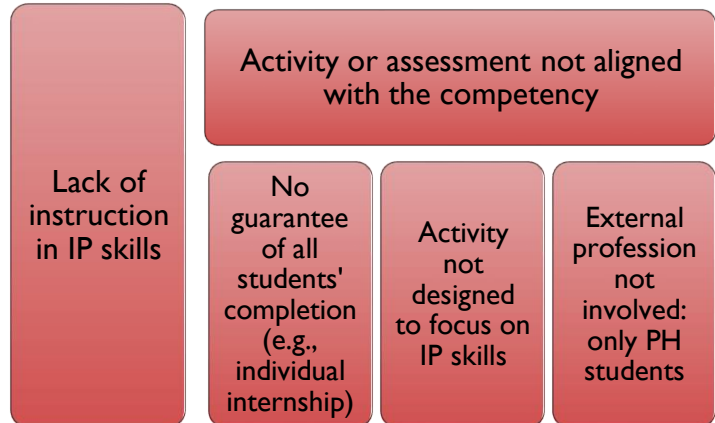 Lack of
instruction
in IP skills
Activity or assessment not aligned
with the competency
No
guarantee
of all
students'
completion
(e.g.,
individual
internship)
Activity
not
designed
to focus on
IP skills
External
profession
not
involved:
only PH
students